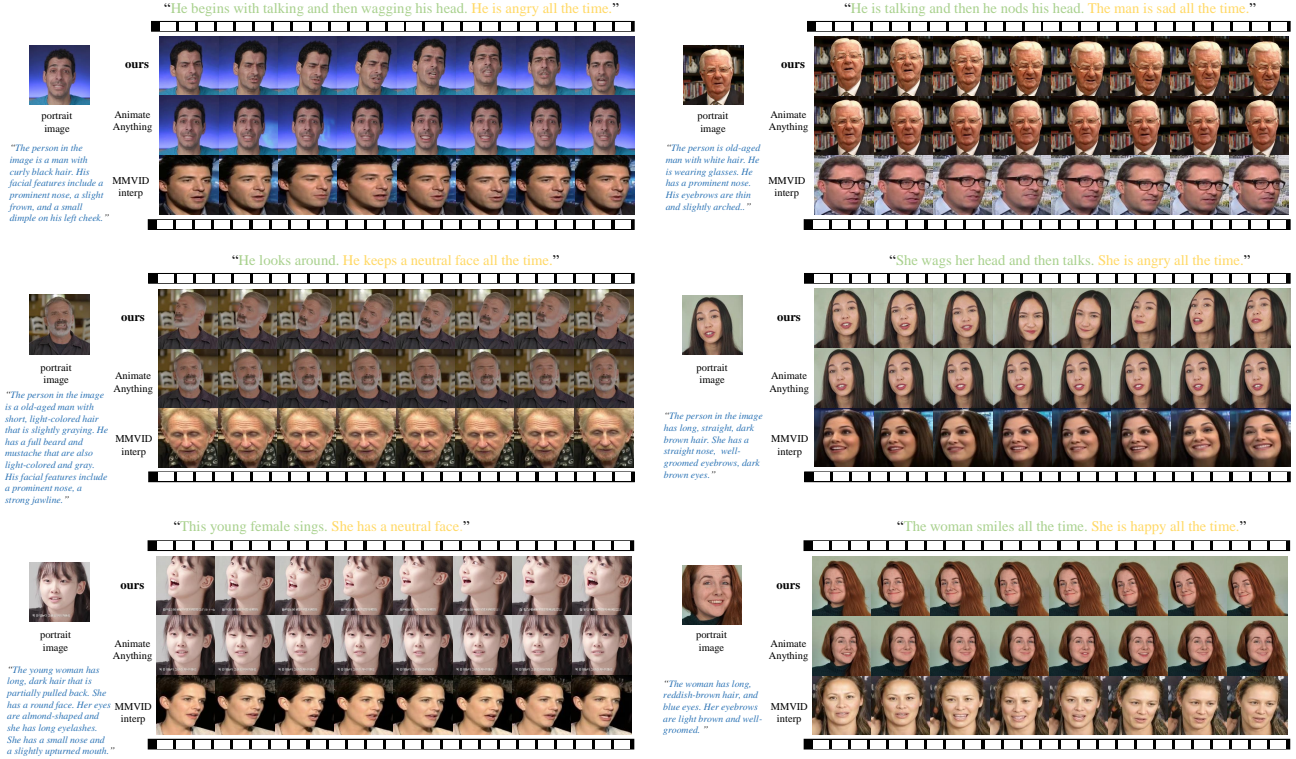 “He begins with talking and then wagging his head. He is angry all the time.”
ours
portrait
image
Animate
Anything
“The person in the
image is a man with
curly black hair. His
facial features include a
prominent nose, a slight
frown, and a small
dimple on his left cheek.”
MMVID
interp
“He is talking and then he nods his head. The man is sad all the time.”
ours
portrait
image
Animate
Anything
“The person is old-aged
man with white hair. He
is wearing glasses. He
has a prominent nose.
His eyebrows are thin
and slightly arched..”
MMVID
interp
“He looks around. He keeps a neutral face all the time.”
ours
portrait
image
Animate
Anything
“The person in the image
is a old-aged man with
short, light-colored hair
that is slightly graying. He
has a full beard and
mustache that are also
light-colored and gray.
His facial features include
a prominent nose, a
strong jawline.”
MMVID
interp
“She wags her head and then talks. She is angry all the time.”
ours
portrait
image
Animate
Anything
“The person in the image
has long, straight, dark
brown hair. She has a
straight nose, well-
groomed eyebrows, dark
brown eyes.”
MMVID
interp
“This young female sings. She has a neutral face.”
ours
portrait
image
Animate
Anything
“The young woman has
long, dark hair that is
partially pulled back. She
has a round face. Her eyes
are almond-shaped and
she has long eyelashes.
She has a small nose and
a slightly upturned mouth.”
MMVID
interp
“The woman smiles all the time. She is happy all the time.”
ours
portrait
image
Animate
Anything
“The woman has long,
reddish-brown hair, and
blue eyes. Her eyebrows
are light brown and well-
groomed. ”
MMVID
interp